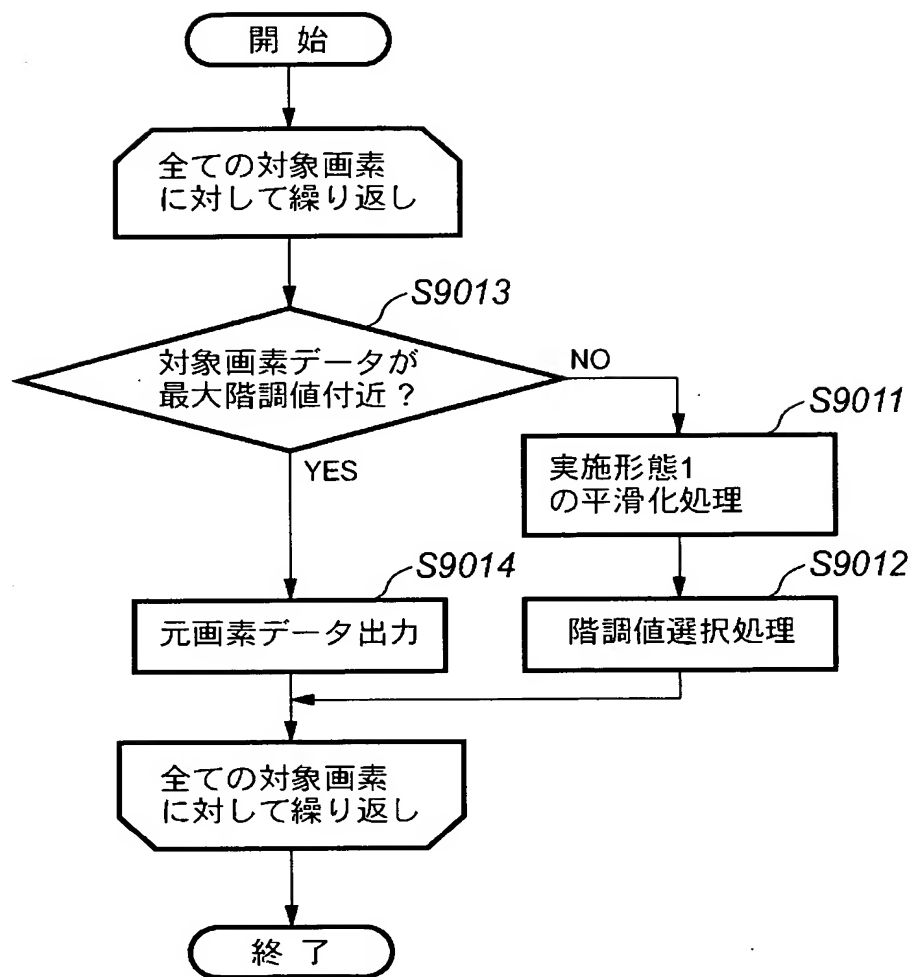 開 始
全ての対象画素
に対して繰り返し
S9013
対象画素データが
最大階調値付近？
NO
YES
S9011
実施形態1
の平滑化処理
S9014
元画素データ出力
S9012
階調値選択処理
全ての対象画素
に対して繰り返し
終 了